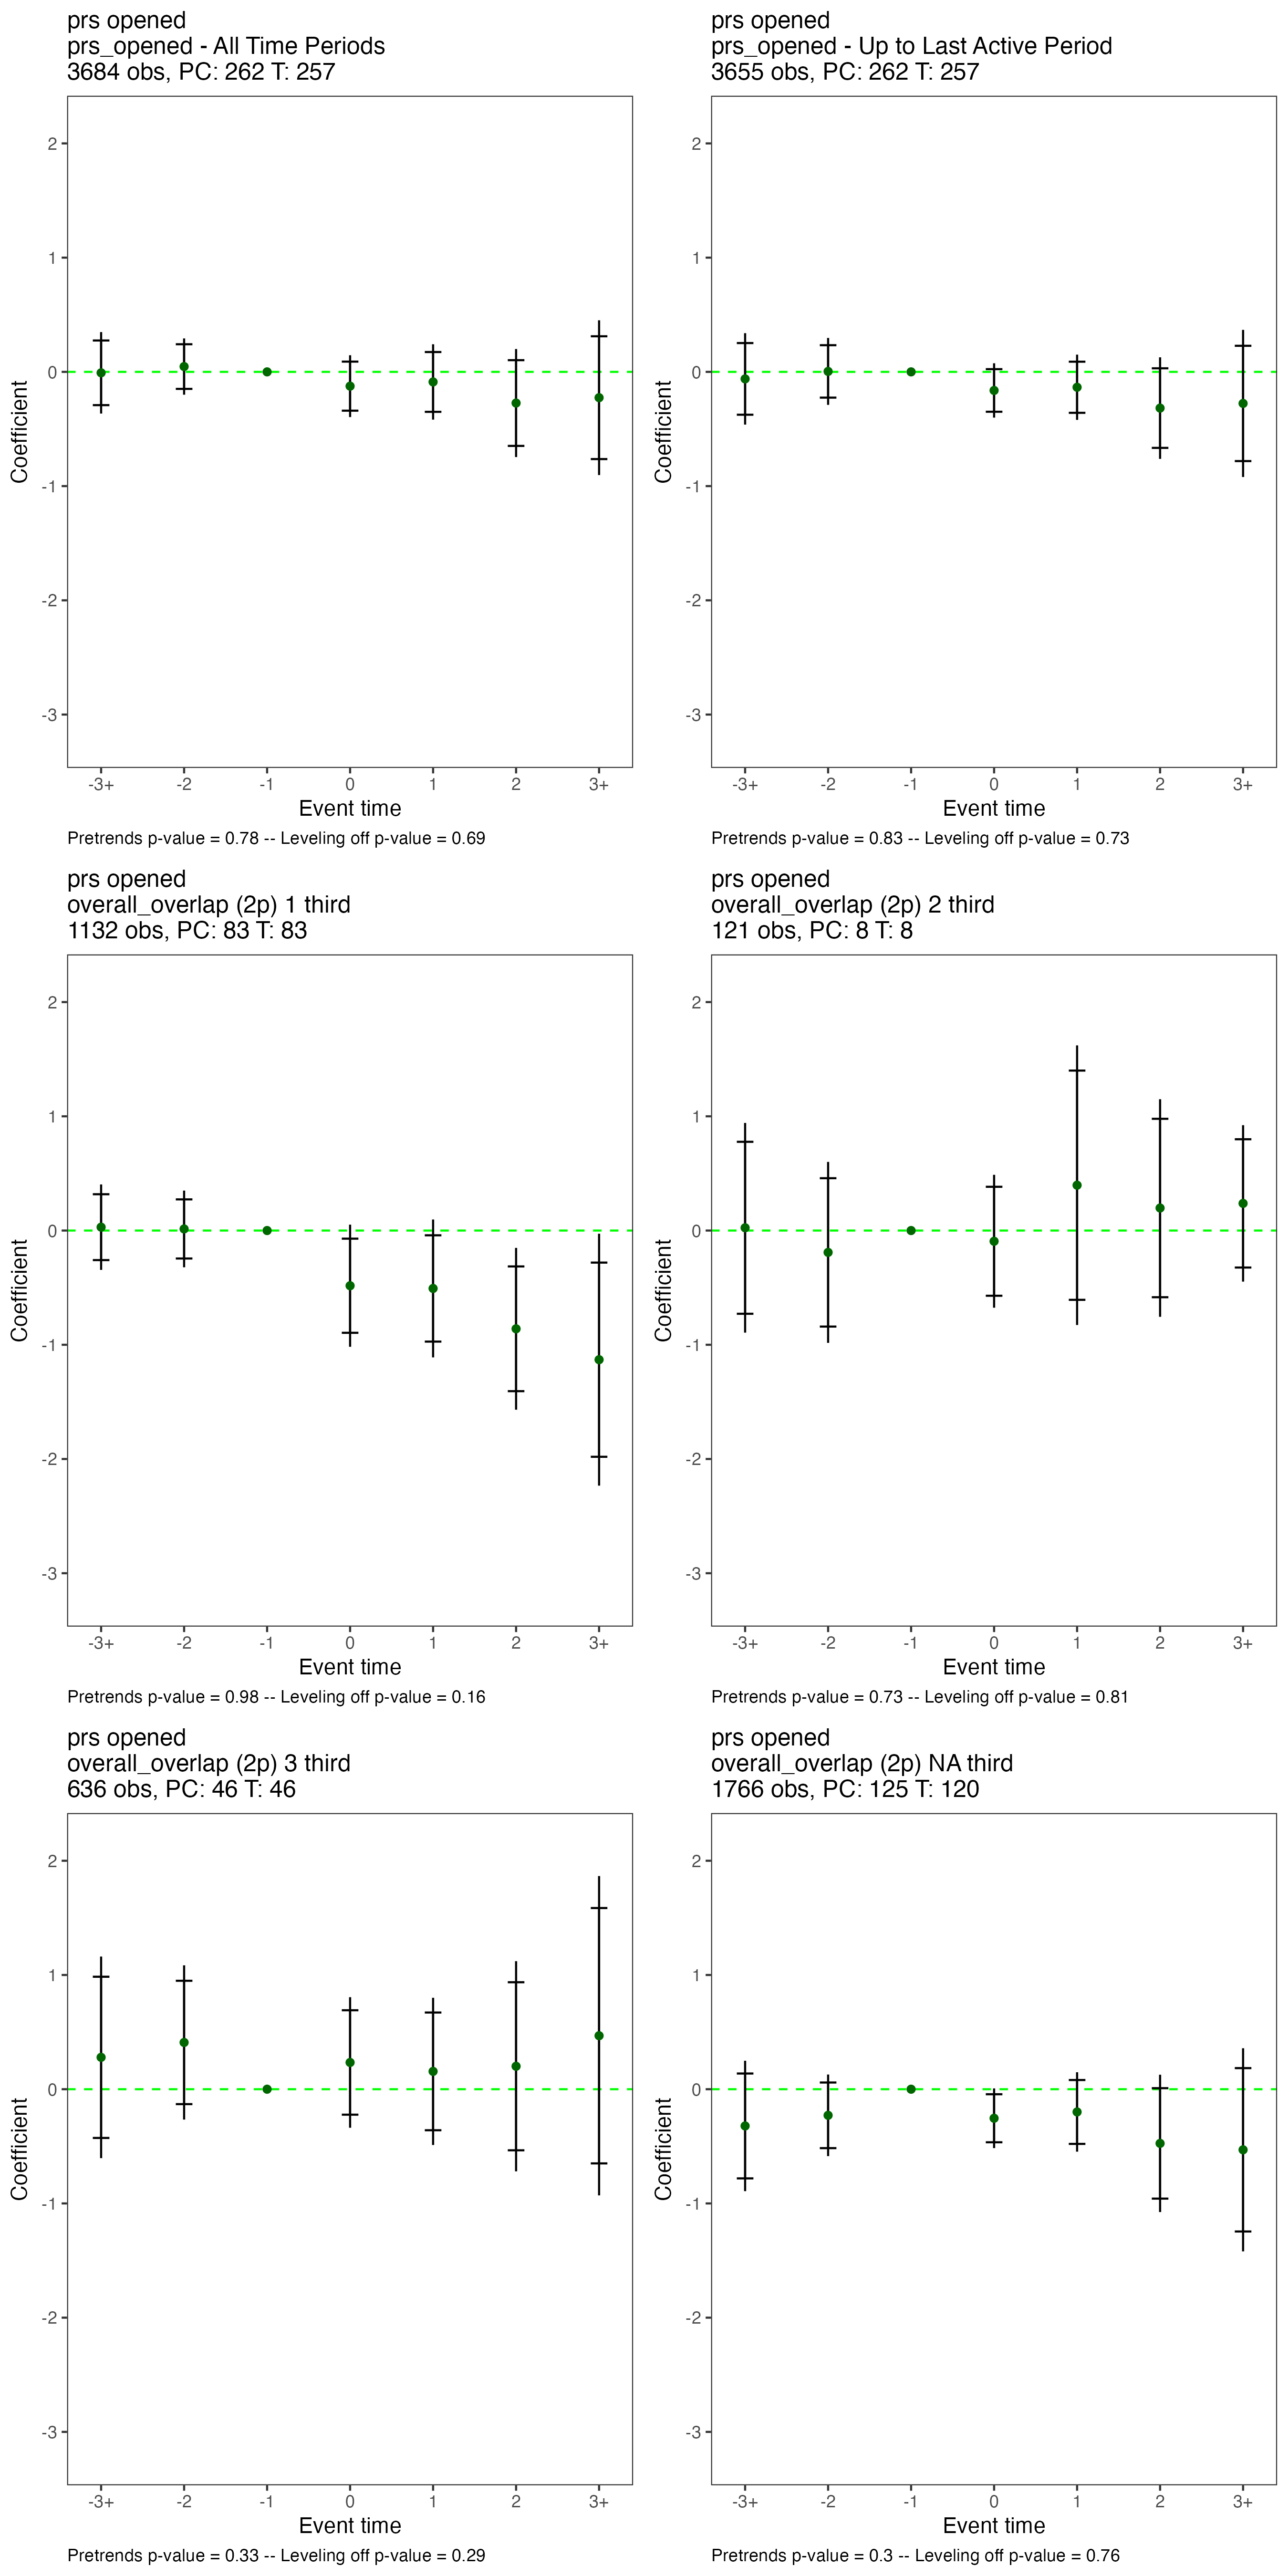 prs opened
prs_opened - All Time Periods
3684 obs, PC: 262 T: 257
2
1
0
-1
-2
-3
Coefficient
-3+ -2 -1 0 1 2 3+
Event time
Pretrends p-value = 0.78 -- Leveling off p-value = 0.69
prs opened
prs_opened - Up to Last Active Period
3655 obs, PC: 262 T: 257
2
1
0
-1
-2
-3
Coefficient
-3+ -2 -1 0 1 2 3+
Event time
Pretrends p-value = 0.83 -- Leveling off p-value = 0.73
prs opened
overall_overlap (2p) 1 third
1132 obs, PC: 83 T: 83
2
1
0
-1
-2
-3
Coefficient
-3+ -2 -1 0 1 2 3+
Event time
Pretrends p-value = 0.98 -- Leveling off p-value = 0.16
prs opened
overall_overlap (2p) 2 third
121 obs, PC: 8 T: 8
2
1
0
-1
-2
-3
Coefficient
-3+ -2 -1 0 1 2 3+
Event time
Pretrends p-value = 0.73 -- Leveling off p-value = 0.81
prs opened
overall_overlap (2p) 3 third
636 obs, PC: 46 T: 46
2
1
0
-1
-2
-3
Coefficient
-3+ -2 -1 0 1 2 3+
Event time
Pretrends p-value = 0.33 -- Leveling off p-value = 0.29
prs opened
overall_overlap (2p) NA third
1766 obs, PC: 125 T: 120
2
1
0
-1
-2
-3
Coefficient
-3+ -2 -1 0 1 2 3+
Event time
Pretrends p-value = 0.3 -- Leveling off p-value = 0.76